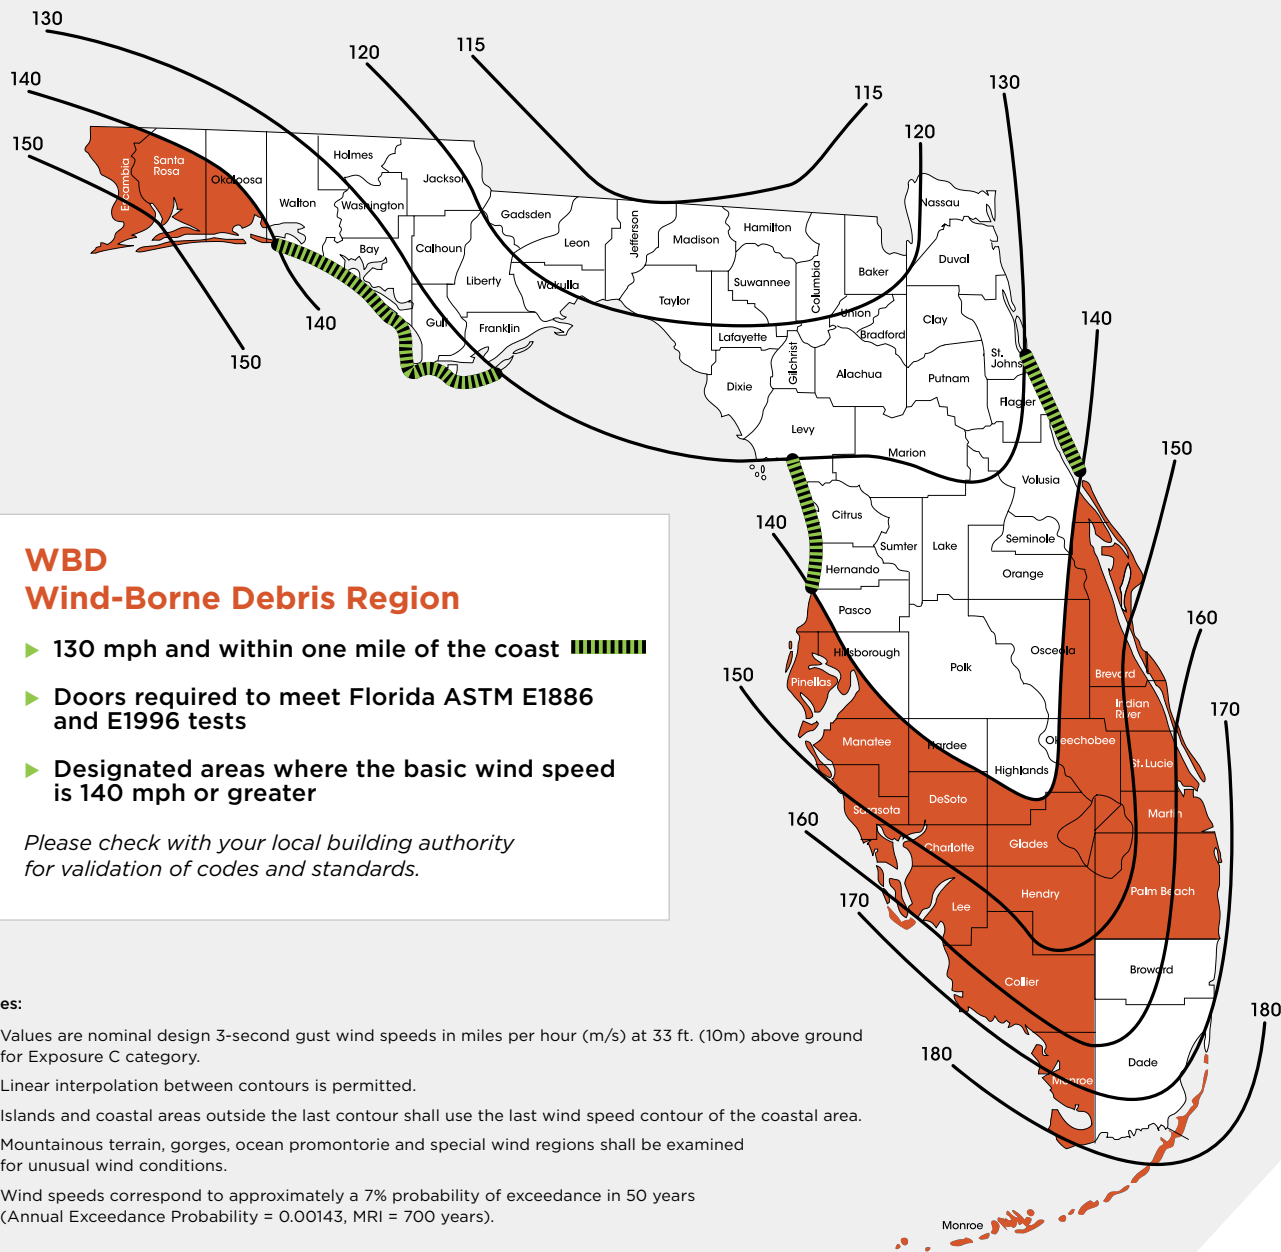 130
120
115
140
115
130
150
120
Holmes
Escambia
Santa
Rosa
Okaloosa
Jackson
Walton
Washington
Nassau
Gadsden
Jefferson
Hamilton
Leon
Madison
Bay
Calhoun
Duval
Columbia
Baker
Liberty
Wakulla
Suwannee
Taylor
Union
140
Gulf
Franklin
Clay
140
Lafayette
Bradford
150
Gilchrist
St.
Johns
Alachua
Putnam
Dixie
Flagler
Levy
Marion
150
Volusia
140
Citrus
Seminole
Sumter
Lake
Hernando
Orange
Pasco
160
Hillsborough
Osceola
Polk
150
Pinellas
Brevard
Indian
River
170
Manatee
Hardee
Okeechobee
St. Lucie
Highlands
DeSoto
Sarasota
Martin
160
Charlotte
Glades
170
Lee
Hendry
Palm Beach
Collier
Broward
180
180
Dade
Monroe
Monroe
WBD
Wind-Borne Debris Region
130 mph and within one mile of the coast
Doors required to meet Florida ASTM E1886
and E1996 tests
Designated areas where the basic wind speed
is 140 mph or greater
Please check with your local building authority
for validation of codes and standards.
es:
Values are nominal design 3-second gust wind speeds in miles per hour (m/s) at 33 ft. (10m) above ground
for Exposure C category.
Linear interpolation between contours is permitted.
Islands and coastal areas outside the last contour shall use the last wind speed contour of the coastal area.
Mountainous terrain, gorges, ocean promontorie and special wind regions shall be examined
for unusual wind conditions.
Wind speeds correspond to approximately a 7% probability of exceedance in 50 years
(Annual Exceedance Probability = 0.00143, MRI = 700 years).